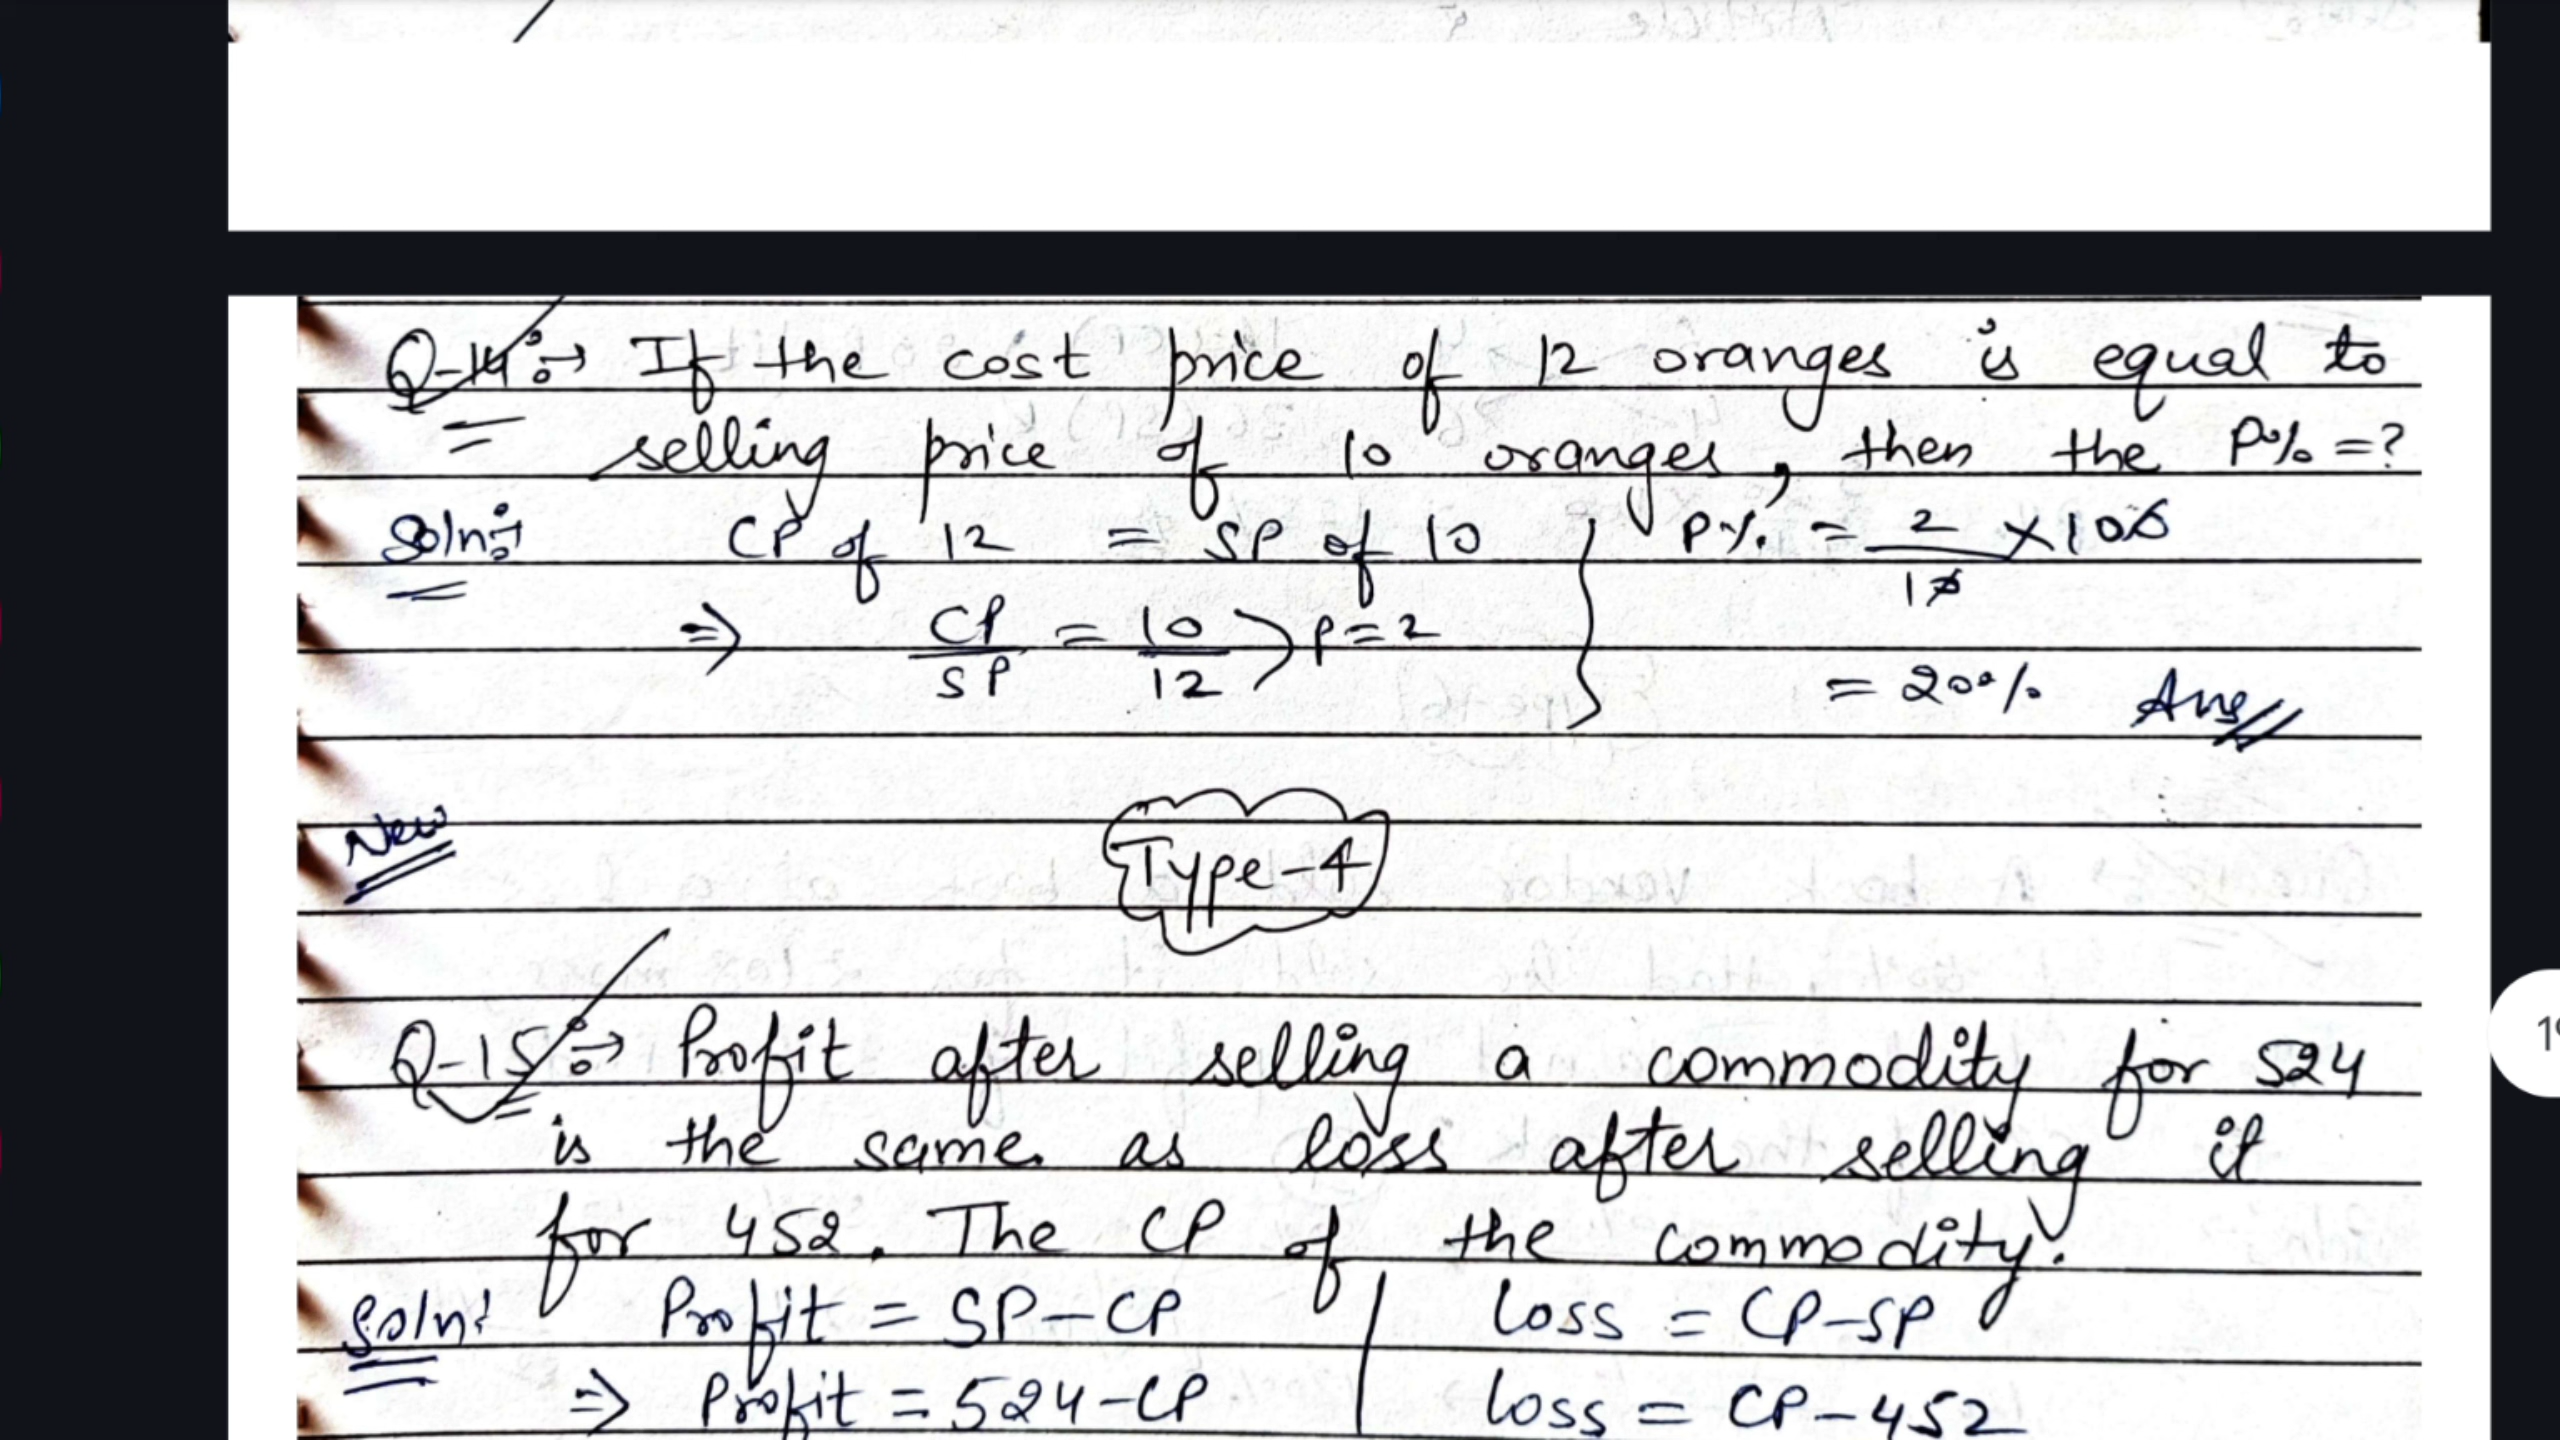 Q-14:→ If the cost price of 12 oranges is equal to
selling price of 10 oranges, then the P% =?
Soln:→ CP of 12 = SP of 10 } P% = 2/10 ×100
⇒ CP/SP = 10/12 > P=2
= 20% Ans
New
Type-4
Q-15:→ Profit after selling a commodity for 524
is the same as loss after selling it
for 452. The CP of the commodity.
Soln: Profit = SP-CP | loss = CP-SP
⇒ Profit = 524-CP | loss = CP-452